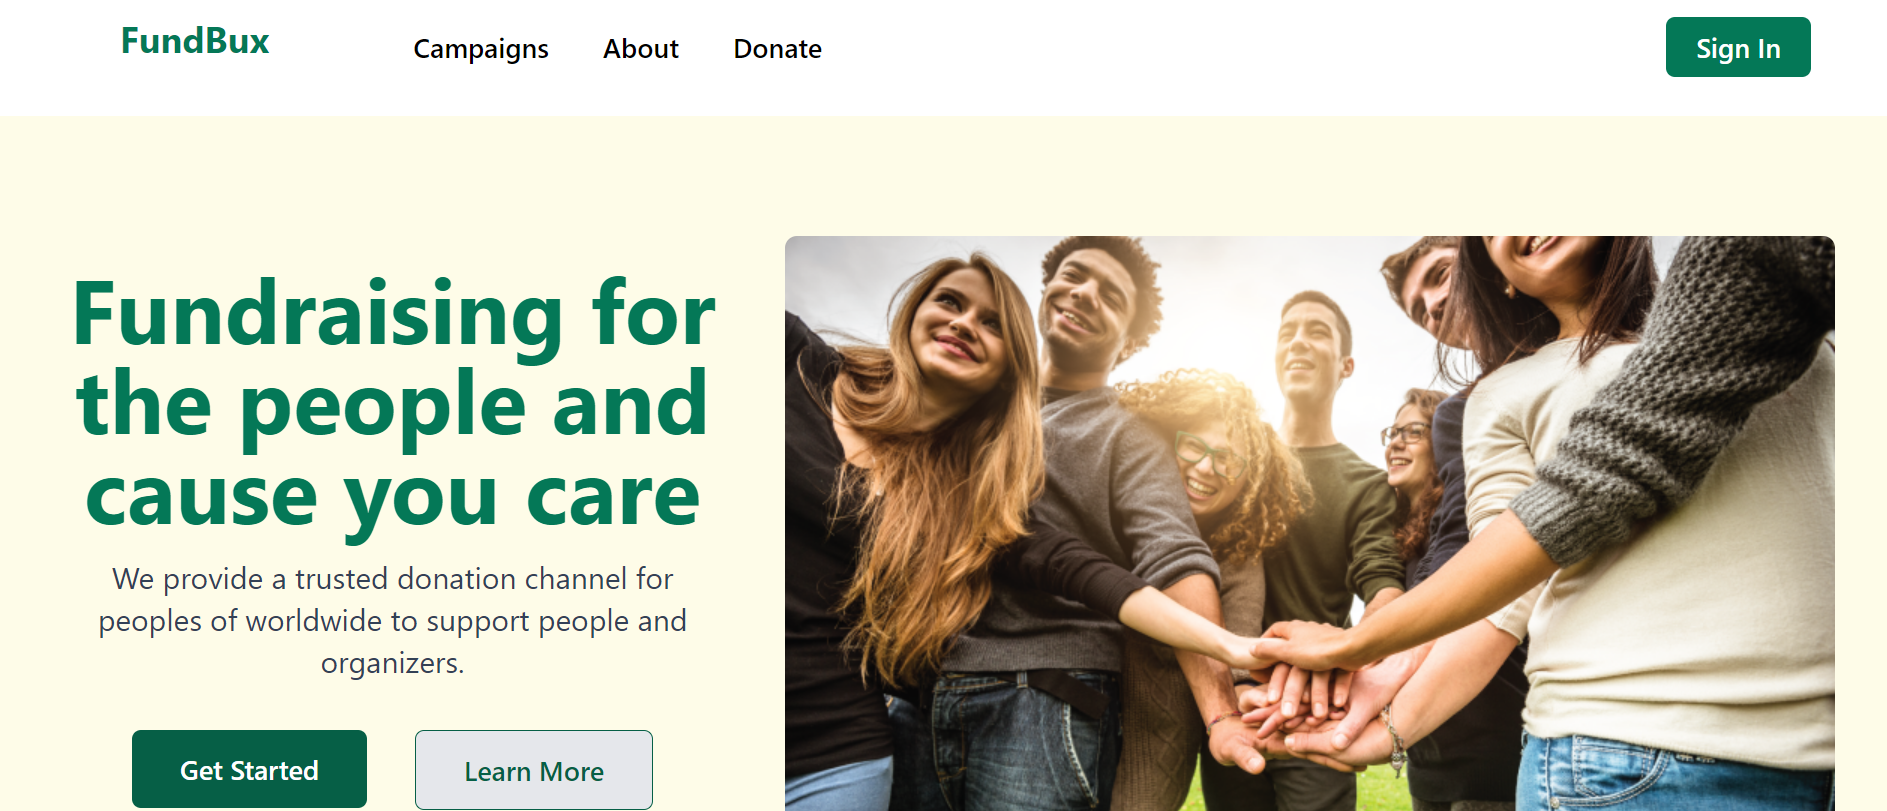 FundBux
Campaigns About Donate
Sign In
Fundraising for
the people and
cause you care
We provide a trusted donation channel for
peoples of worldwide to support people and
organizers.
Get Started
Learn More